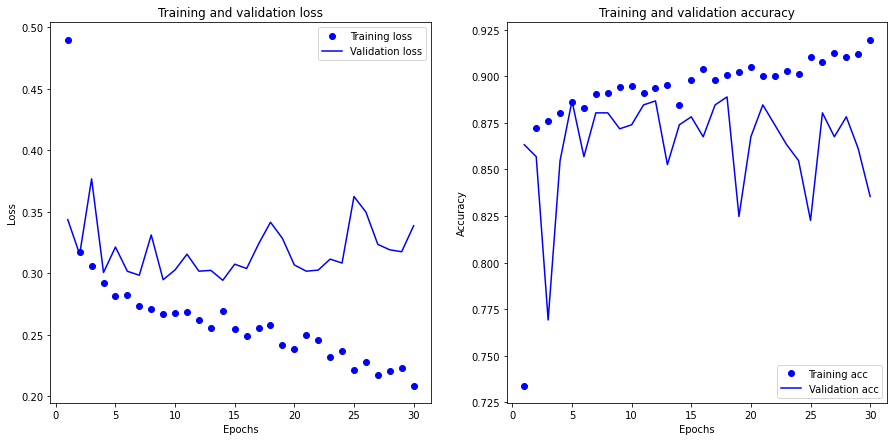 Training and validation loss
0.50
0.45
0.40
0.35
0.30
0.25
0.20
Loss
Training loss
Validation loss
0 5 10 15 20 25 30
Epochs
Training and validation accuracy
0.925
0.900
0.875
0.850
0.825
0.800
0.775
0.750
0.725
Accuracy
Training acc
Validation acc
0 5 10 15 20 25 30
Epochs